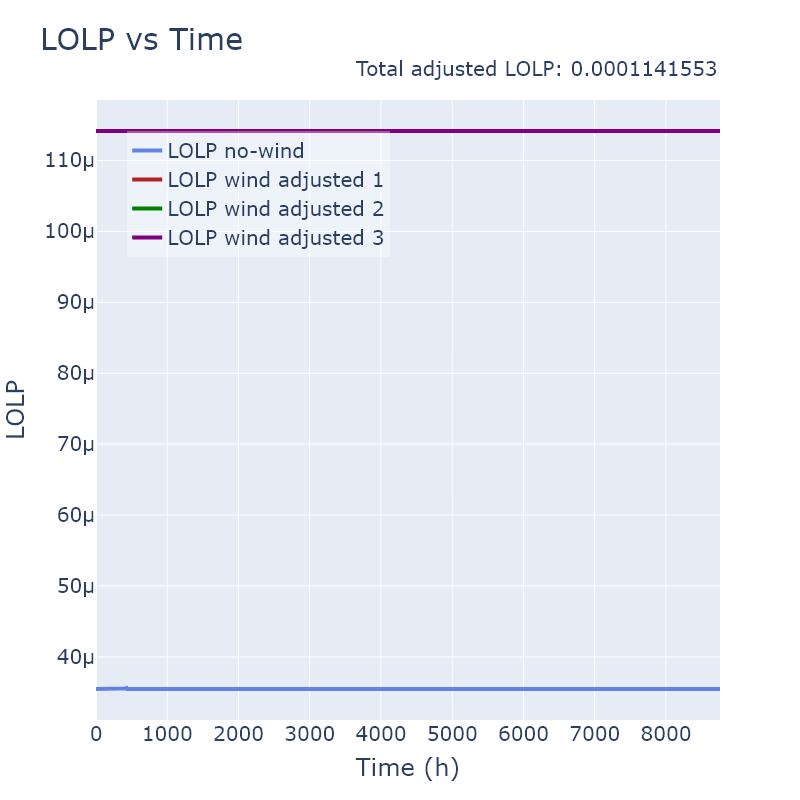 LOLP vs Time
Total adjusted LOLP: 0.0001141553
LOLP no-wind
LOLP wind adjusted 1
LOLP wind adjusted 2
LOLP wind adjusted 3
110μ
100μ
90μ
80μ
70μ
60μ
50μ
40μ
LOLP
0 1000 2000 3000 4000 5000 6000 7000 8000
Time (h)